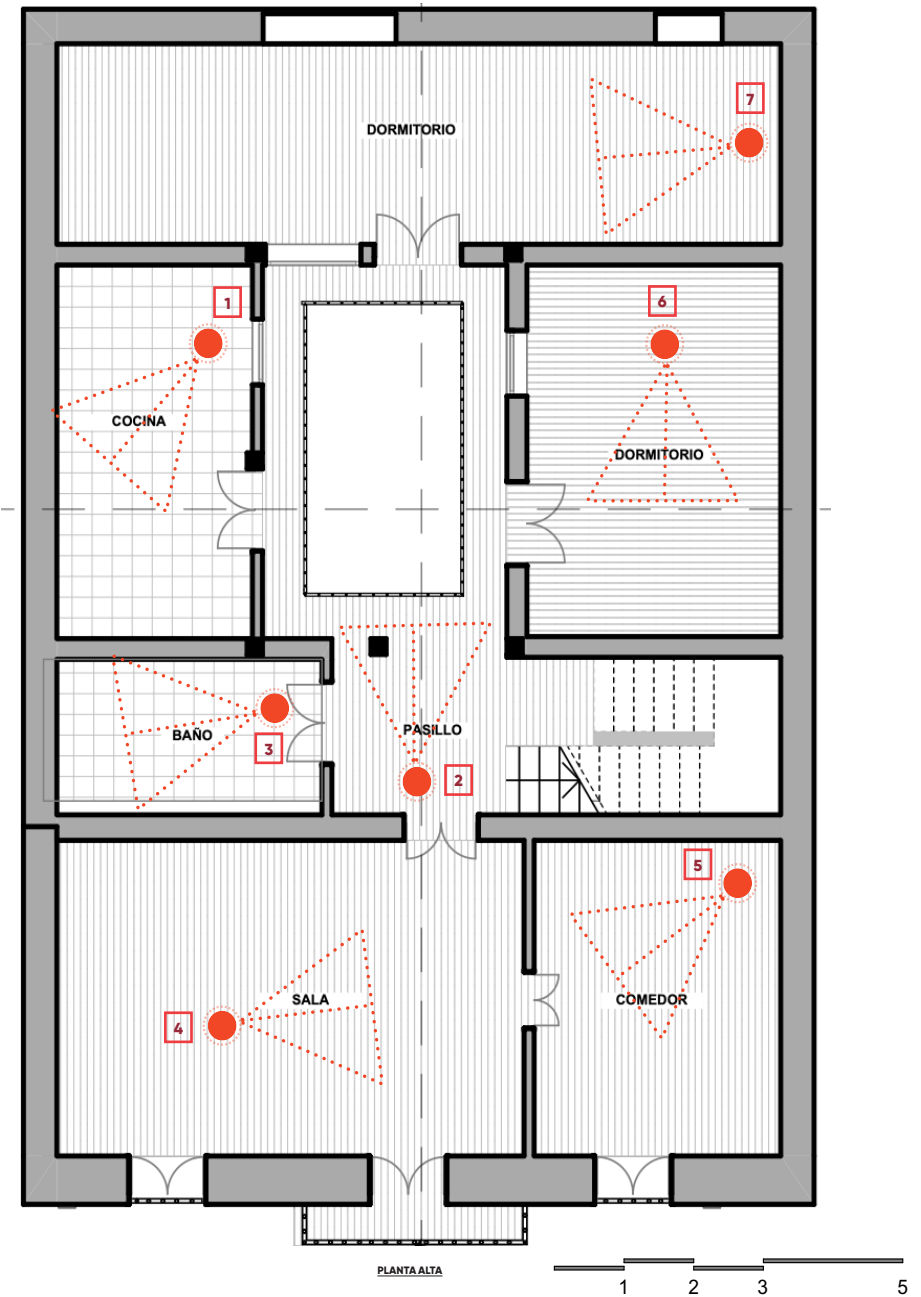 7
DORMITORIO
1
6
COCINA
DORMITORIO
PASILLO
BAÑO
3
2
5
SALA
COMEDOR
4
PLANTA ALTA
1 2 3 5